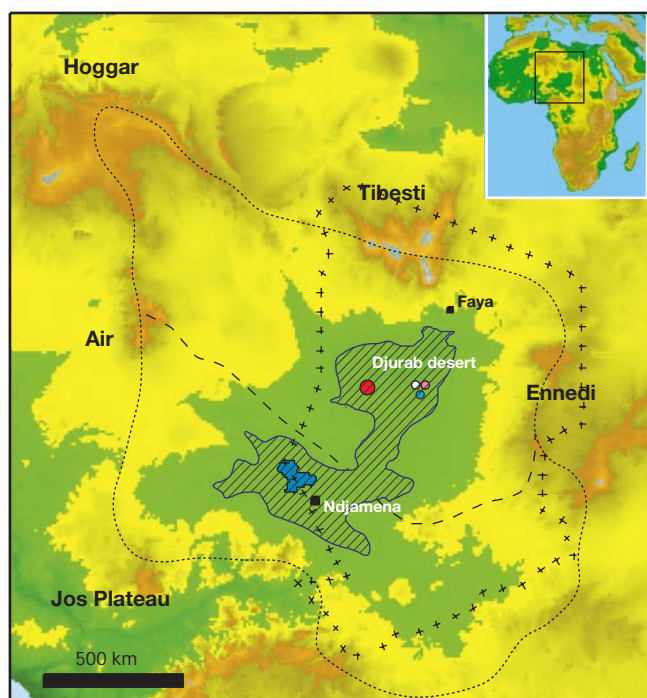 Hoggar
Tibesti
Faya
Air
Djurab desert
Ennedi
Ndjamena
Jos Plateau
500 km